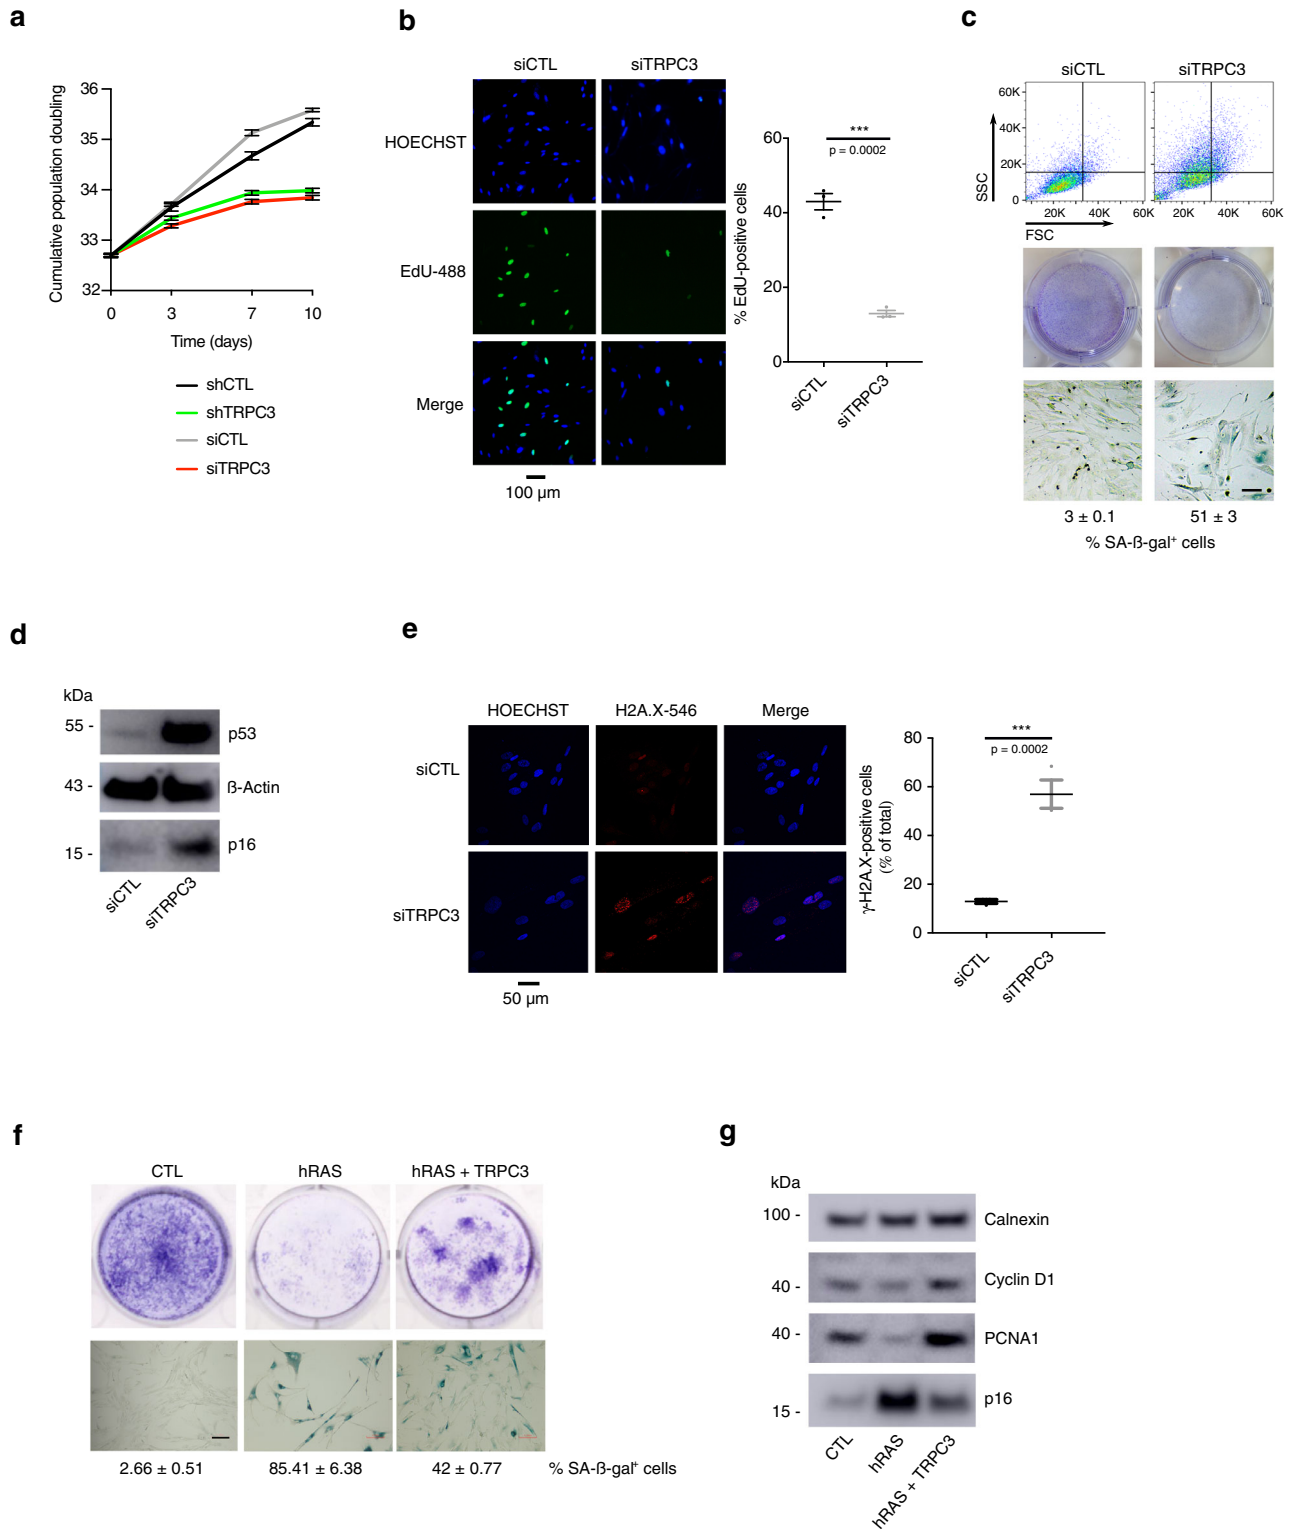 a
Cumulative population doubling
36
35
34
33
32
0 3 7 10
Time (days)
shCTL
shTRPC3
siCTL
siTRPC3
b
siCTL siTRPC3
HOECHST
EdU-488
Merge
100 µm
% EdU-positive cells
60
40
20
0
***
p = 0.0002
siCTL
siTRPC3
c
siCTL siTRPC3
SSC
60K
40K
20K
0
20K 40K 60K
20K 40K 60K
FSC
3 ± 0.1 51 ± 3
% SA-ß-gal⁺ cells
d
kDa
55 - p53
43 - ß-Actin
15 - p16
siCTL
siTRPC3
e
HOECHST H2A.X-546 Merge
siCTL
siTRPC3
50 µm
γ-H2A.X-positive cells
(% of total)
80
60
40
20
0
***
p = 0.0002
siCTL
siTRPC3
f
CTL hRAS hRAS + TRPC3
2.66 ± 0.51 85.41 ± 6.38 42 ± 0.77 % SA-ß-gal⁺ cells
g
kDa
100 - Calnexin
40 - Cyclin D1
40 - PCNA1
15 - p16
CTL
hRAS
hRAS + TRPC3